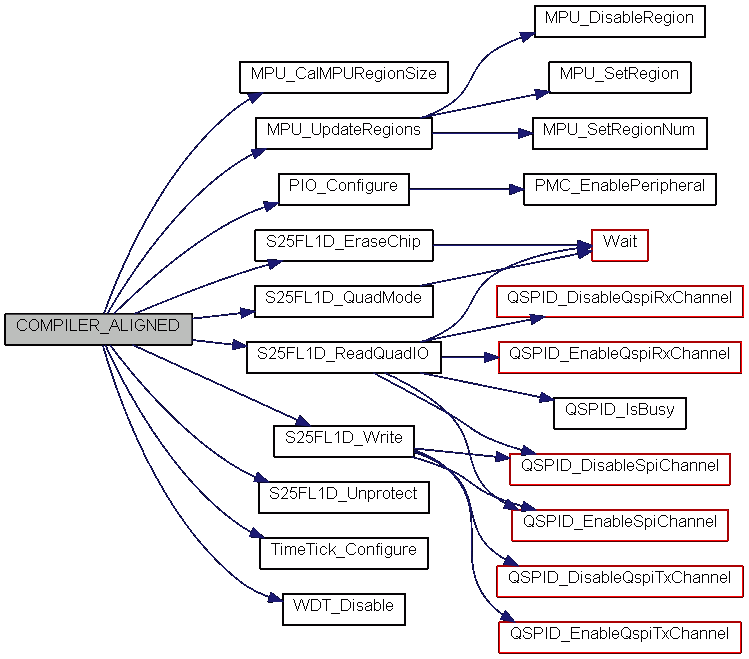 MPU_DisableRegion
MPU_CalMPURegionSize
MPU_SetRegion
MPU_UpdateRegions
MPU_SetRegionNum
PIO_Configure
PMC_EnablePeripheral
S25FL1D_EraseChip
Wait
S25FL1D_QuadMode
QSPID_DisableQspiRxChannel
COMPILER_ALIGNED
S25FL1D_ReadQuadIO
QSPID_EnableQspiRxChannel
QSPID_IsBusy
S25FL1D_Write
QSPID_DisableSpiChannel
S25FL1D_Unprotect
QSPID_EnableSpiChannel
TimeTick_Configure
QSPID_DisableQspiTxChannel
WDT_Disable
QSPID_EnableQspiTxChannel